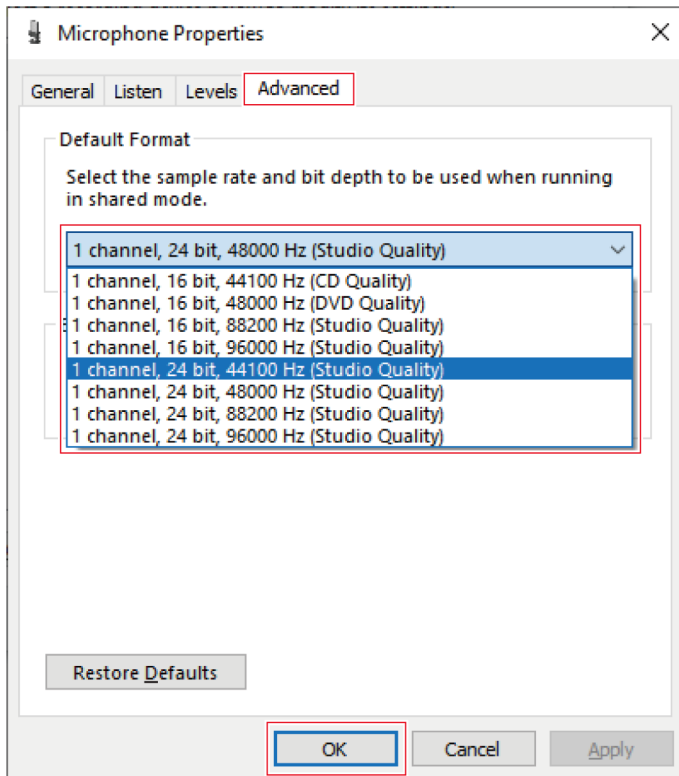 Microphone Properties
General Listen Levels Advanced
Default Format
Select the sample rate and bit depth to be used when running
in shared mode.
1 channel, 24 bit, 48000 Hz (Studio Quality)
1 channel, 16 bit, 44100 Hz (CD Quality)
1 channel, 16 bit, 48000 Hz (DVD Quality)
1 channel, 16 bit, 88200 Hz (Studio Quality)
1 channel, 16 bit, 96000 Hz (Studio Quality)
1 channel, 24 bit, 44100 Hz (Studio Quality)
1 channel, 24 bit, 48000 Hz (Studio Quality)
1 channel, 24 bit, 88200 Hz (Studio Quality)
1 channel, 24 bit, 96000 Hz (Studio Quality)
Restore Defaults
OK Cancel Apply